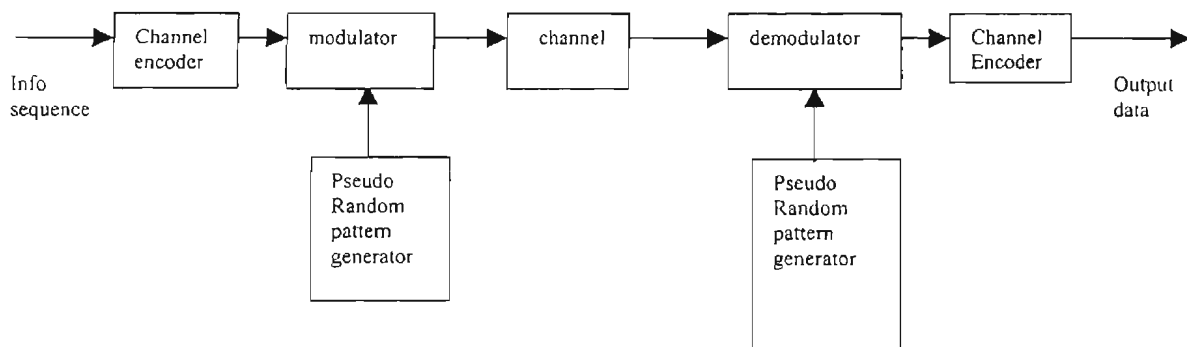 Channel
encoder
modulator
channel
demodulator
Channel
Encoder
Info
sequence
Output
data
Pseudo
Random
pattern
generator
Pseudo
Random
pattern
generator